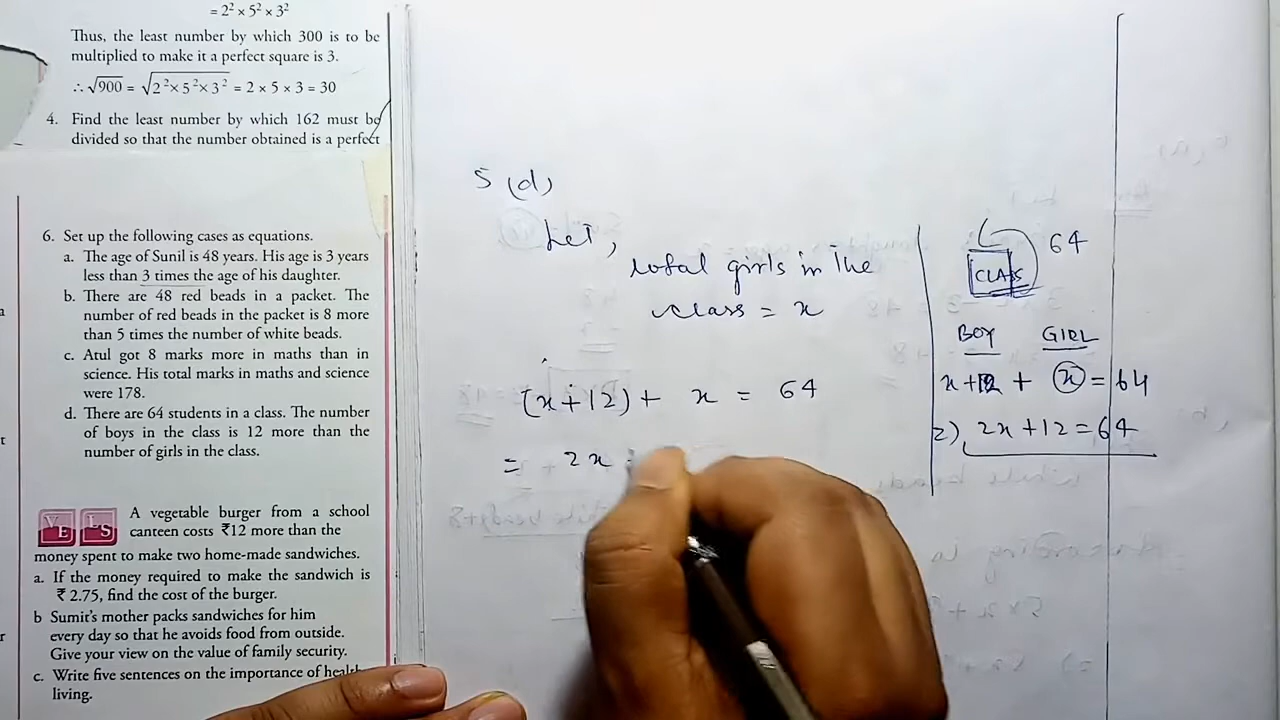 = 2² × 5² × 3²
Thus, the least number by which 300 is to be
multiplied to make it a perfect square is 3.
∴ √900 = √2² × 5² × 3² = 2 × 5 × 3 = 30
4. Find the least number by which 162 must be
divided so that the number obtained is a perfect
6. Set up the following cases as equations.
a. The age of Sunil is 48 years. His age is 3 years
less than 3 times the age of his daughter.
b. There are 48 red beads in a packet. The
number of red beads in the packet is 8 more
than 5 times the number of white beads.
c. Atul got 8 marks more in maths than in
science. His total marks in maths and science
were 178.
d. There are 64 students in a class. The number
of boys in the class is 12 more than the
number of girls in the class.
A vegetable burger from a school
canteen costs ₹12 more than the
money spent to make two home-made sandwiches.
a. If the money required to make the sandwich is
₹ 2.75, find the cost of the burger.
b Sumit's mother packs sandwiches for him
every day so that he avoids food from outside.
Give your view on the value of family security.
c. Write five sentences on the importance of health
living.
5 (d)
Let,
total girls in the
class = x
(x+12) + x = 64
= 2x
64
CLASS
BOY GIRL
x+12 + x = 64
2x+12 = 64